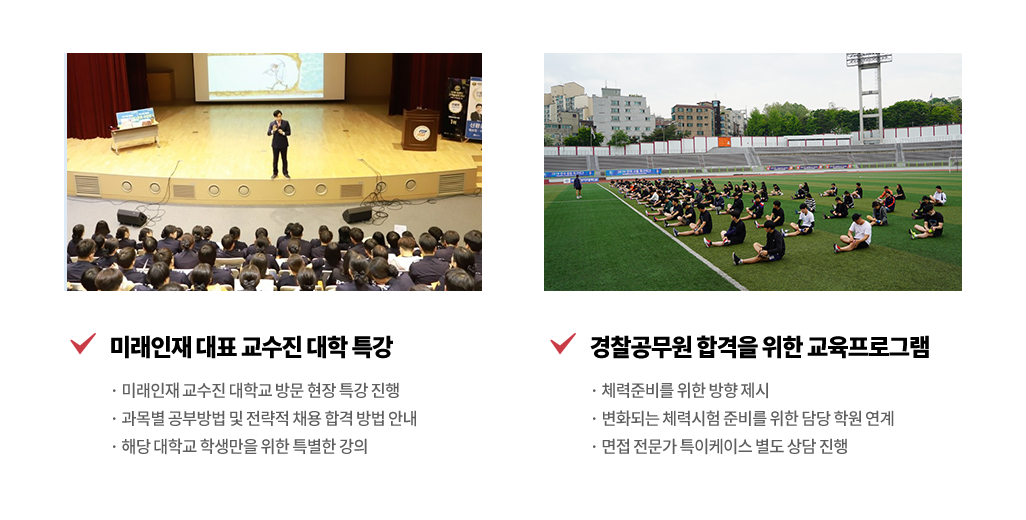 미래인재 대표 교수진 대학 특강
· 미래인재 교수진 대학교 방문 현장 특강 진행
· 과목별 공부방법 및 전략적 채용 합격 방법 안내
· 해당 대학교 학생만을 위한 특별한 강의
경찰공무원 합격을 위한 교육프로그램
· 체력준비를 위한 방향 제시
· 변화되는 체력시험 준비를 위한 담당 학원 연계
· 면접 전문가 특이케이스 별도 상담 진행